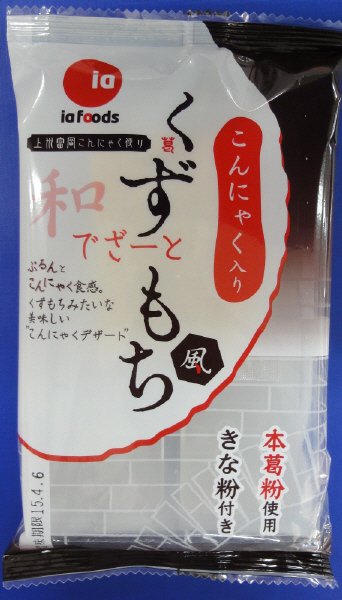 ia
iafoods
上州富岡こんにゃく作り
こんにゃく入り
くずもち
葛
風
和
でざーと
ぷるんと
こんにゃく食感。
くずもちみたいな
美味しい
"こんにゃくデザード"
本葛粉使用
きな粉付き
味期限15.4.6